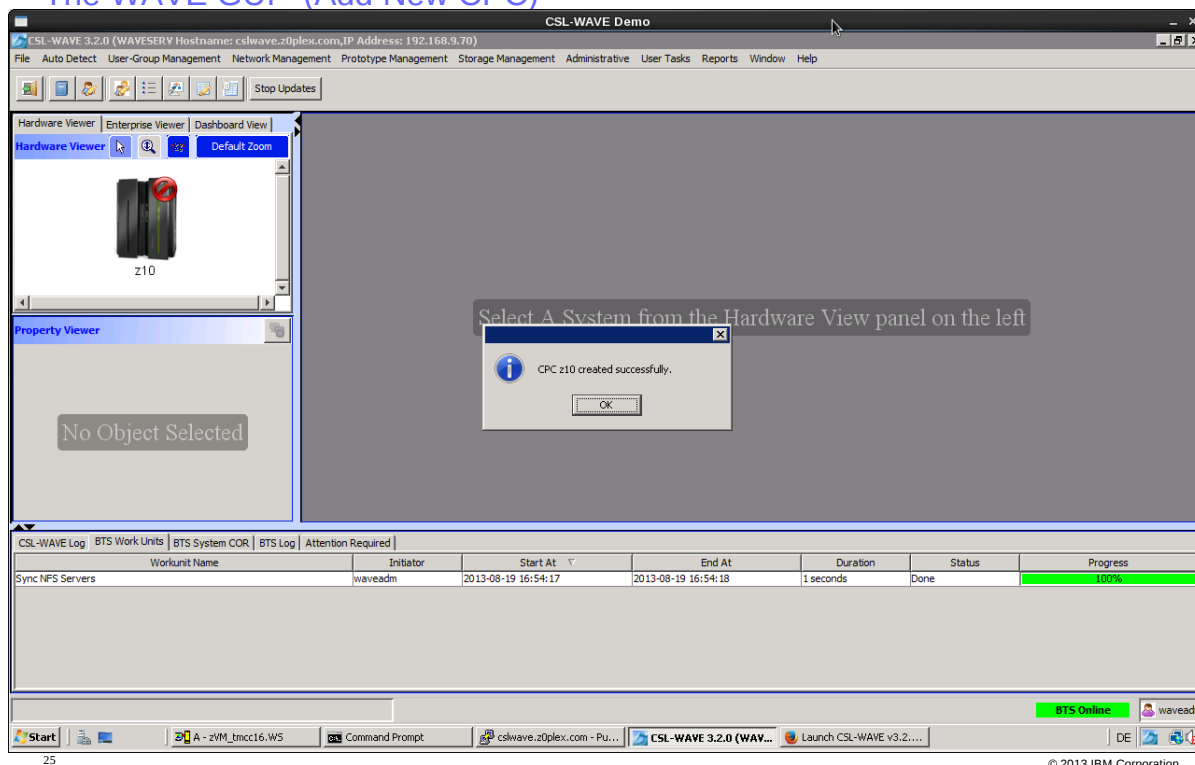 The WAVE GUI (Add New CPC)
CSL-WAVE Demo
CSL-WAVE 3.2.0 (WAVESERV Hostname: cslwave.z0plex.com,IP Address: 192.168.9.70)
File Auto Detect User-Group Management Network Management Prototype Management Storage Management Administrative User Tasks Reports Window Help
Stop Updates
Hardware Viewer Enterprise Viewer Dashboard View
Hardware Viewer Default Zoom
z10
Select A System from the Hardware View panel on the left
Property Viewer
CPC z10 created successfully.
OK
No Object Selected
CSL-WAVE Log BTS Work Units BTS System COR BTS Log Attention Required
Workunit Name Initiator Start At End At Duration Status Progress
Sync NFS Servers waveadm 2013-08-19 16:54:17 2013-08-19 16:54:18 1 seconds Done 100%
BTS Online wavead
Start A - zVM_tmcc16.WS Command Prompt cslwave.z0plex.com - Pu... CSL-WAVE 3.2.0 (WAV... Launch CSL-WAVE v3.2.... DE
25
© 2013 IBM Corporation